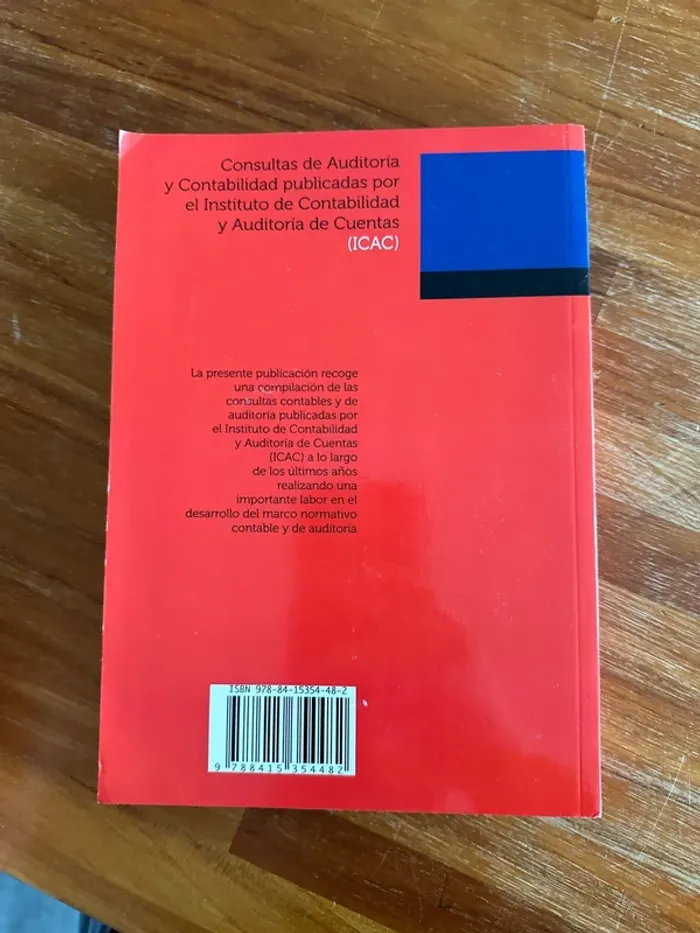 Consultas de Auditoría
y Contabilidad publicadas por
el Instituto de Contabilidad
y Auditoría de Cuentas
(ICAC)
La presente publicación recoge
una compilación de las
consultas contables y de
auditoría publicadas por
el Instituto de Contabilidad
y Auditoría de Cuentas
(ICAC) a lo largo
de los últimos años
realizando una
importante labor en el
desarrollo del marco normativo
contable y de auditoría
ISBN 978-84-15354-48-2
9 788415 354482